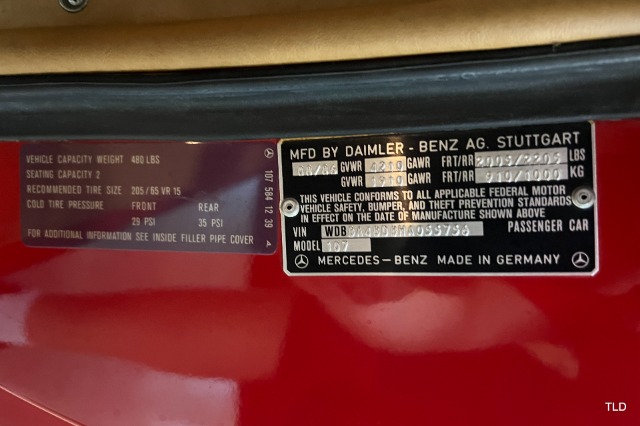 VEHICLE CAPACITY WEIGHT 480 LBS
SEATING CAPACITY 2
RECOMMENDED TIRE SIZE 205/65 VR 15
COLD TIRE PRESSURE FRONT REAR
29 PSI 35 PSI
FOR ADDITIONAL INFORMATION SEE INSIDE FILLER PIPE COVER
107 584 12 39 A
MFD BY DAIMLER - BENZ AG. STUTTGART
08/86 GVWR 4210 GAWR FRT/RR 2005/2205 LBS
GVWR 1910 GAWR FRT/RR 910/1000 KG
THIS VEHICLE CONFORMS TO ALL APPLICABLE FEDERAL MOTOR
VEHICLE SAFETY, BUMPER, AND THEFT PREVENTION STANDARDS
IN EFFECT ON THE DATE OF MANUFACTURE SHOWN ABOVE
VIN PASSENGER CAR
MODEL 107
MERCEDES-BENZ MADE IN GERMANY
TLD